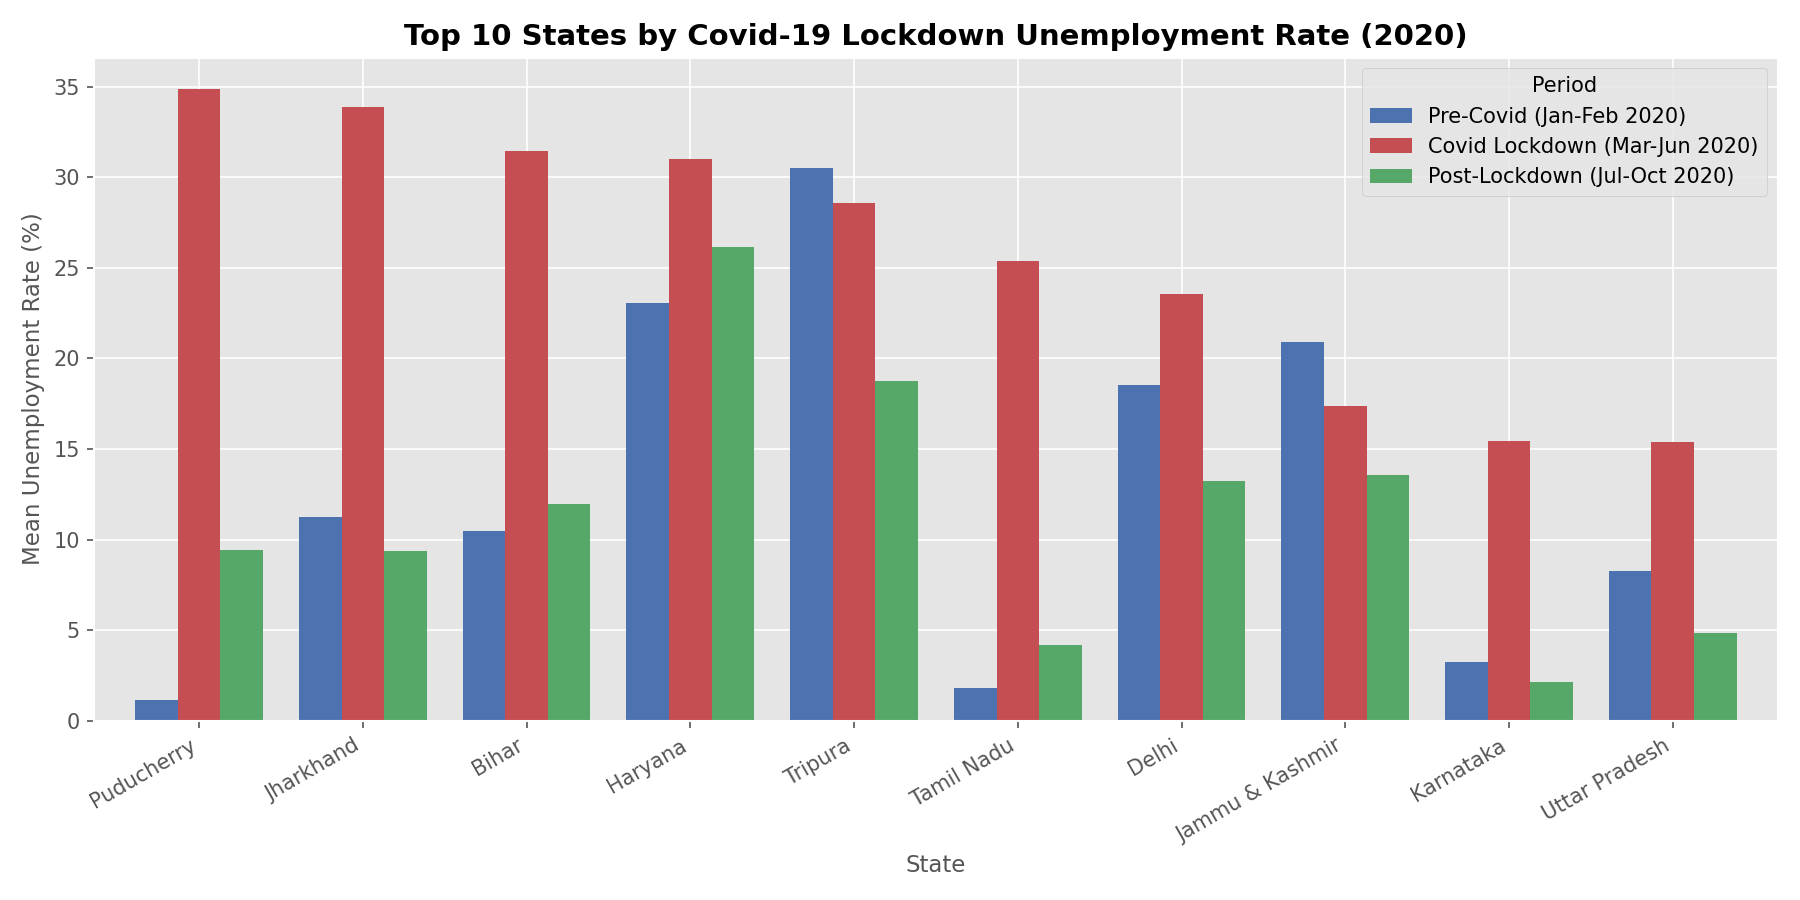 Top 10 States by Covid-19 Lockdown Unemployment Rate (2020)
Period
Pre-Covid (Jan-Feb 2020)
Covid Lockdown (Mar-Jun 2020)
Post-Lockdown (Jul-Oct 2020)
Mean Unemployment Rate (%)
35
30
25
20
15
10
5
0
Puducherry
Jharkhand
Bihar
Haryana
Tripura
Tamil Nadu
Delhi
Jammu & Kashmir
Karnataka
Uttar Pradesh
State